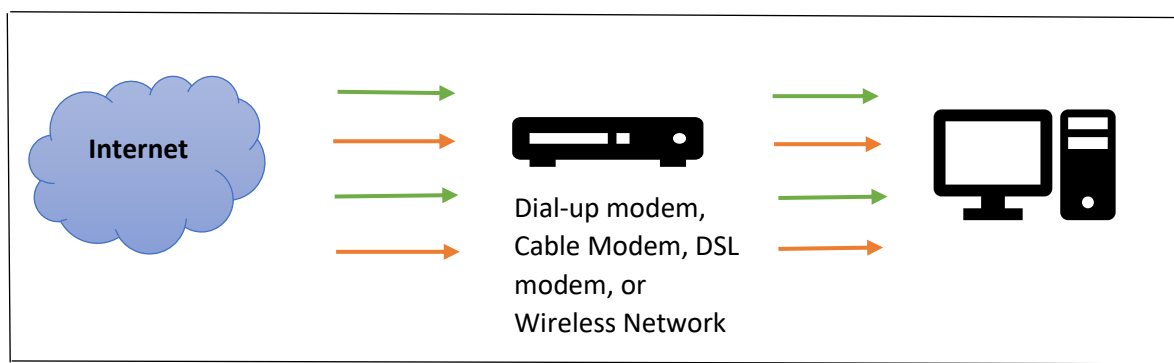 Internet
Dial-up modem,
Cable Modem, DSL
modem, or
Wireless Network